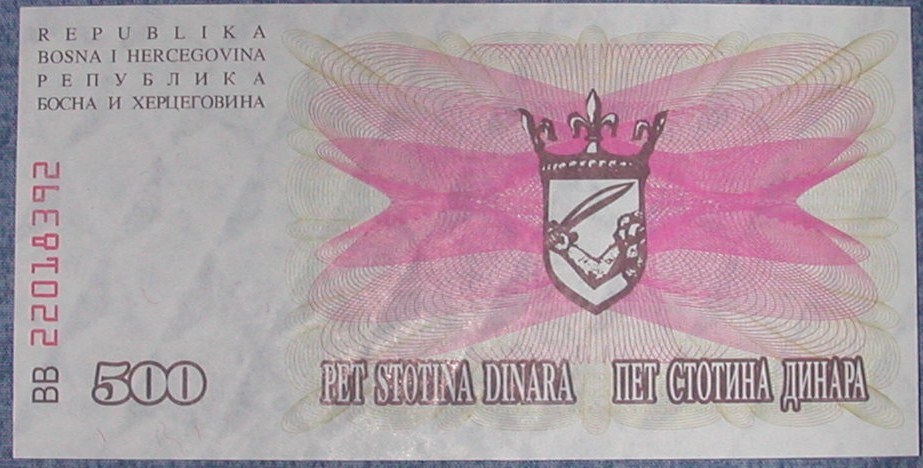 REPUBLIKA
BOSNA I HERCEGOVINA
РЕПУБЛИКА
БОСНА И ХЕРЦЕГОВИНА
BB 22018392
500
PET STOTINA DINARA ПЕТ СТОТИНА ДИНАРА